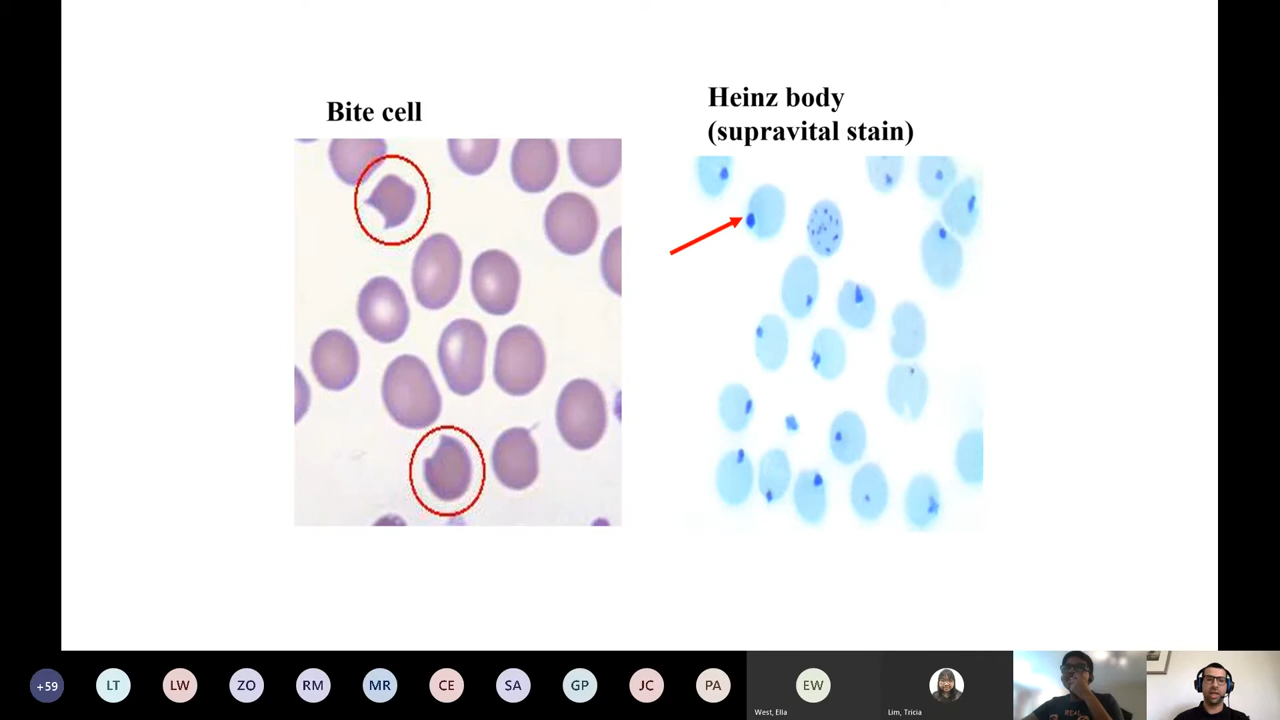 Bite cell
Heinz body
(supravital stain)
+59
LT
LW
ZO
RM
MR
CE
SA
GP
JC
PA
EW
West, Ella
Lim, Tricia
REAL